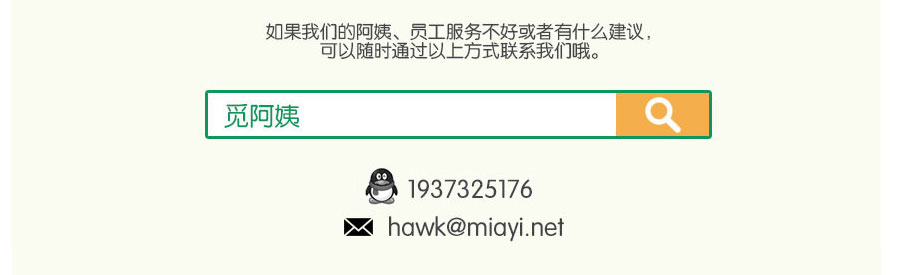 如果我们的阿姨、员工服务不好或者有什么建议，
可以随时通过以上方式联系我们哦。
觅阿姨
1937325176
hawk@miayi.net